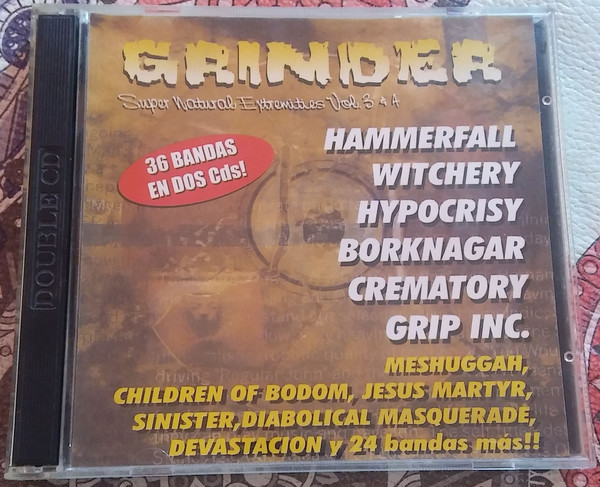 GRINDER
Super Natural Extremities Vol. 3 & 4
36 BANDAS
EN DOS Cds!
HAMMERFALL
WITCHERY
HYPOCRISY
BORKNAGAR
CREMATORY
GRIP INC.
MESHUGGAH,
CHILDREN OF BODOM, JESUS MARTYR,
SINISTER,DIABOLICAL MASQUERADE,
DEVASTACION y 24 bandas más!!
DOUBLE CD